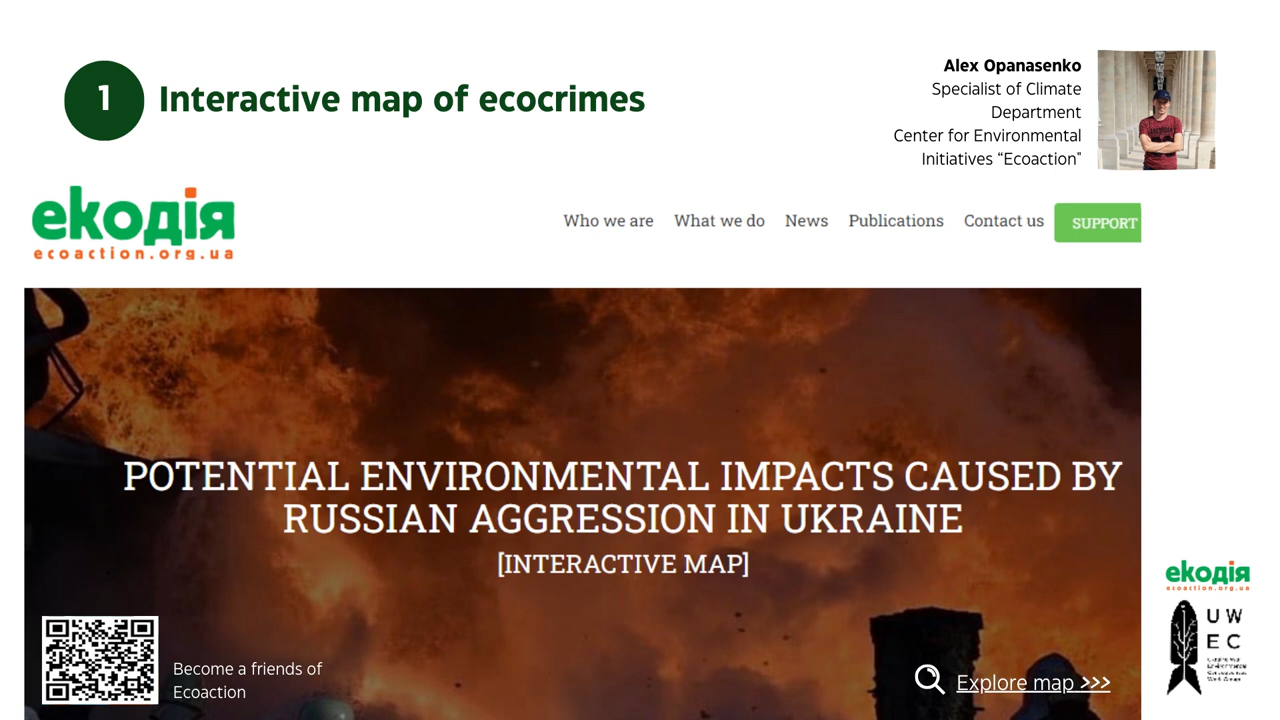 1
Interactive map of ecocrimes
Alex Opanasenko
Specialist of Climate
Department
Center for Environmental
Initiatives “Ecoaction”
екодія
ecoaction.org.ua
Who we are What we do News Publications Contact us SUPPORT
POTENTIAL ENVIRONMENTAL IMPACTS CAUSED BY
RUSSIAN AGGRESSION IN UKRAINE
[INTERACTIVE MAP]
Become a friends of
Ecoaction
Explore map >>>
екодія
ecoaction.org.ua
UW
EC